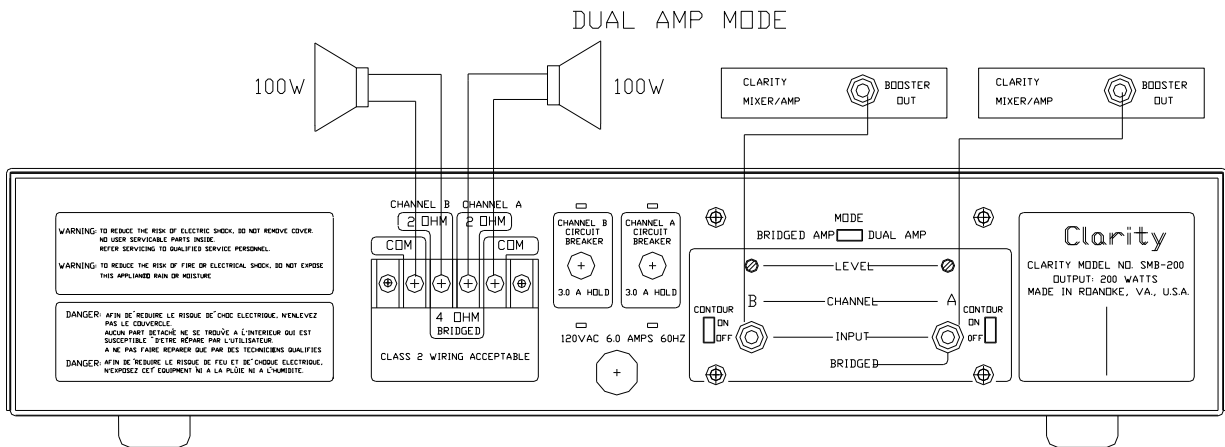 DUAL AMP MODE
100W
100W
CLARITY
MIXER/AMP
BOOSTER
OUT
CLARITY
MIXER/AMP
BOOSTER
OUT
WARNING: TO REDUCE THE RISK OF ELECTRIC SHOCK, DO NOT REMOVE COVER.
NO USER SERVICABLE PARTS INSIDE.
REFER SERVICING TO QUALIFIED SERVICE PERSONNEL.
WARNING: TO REDUCE THE RISK OF FIRE OR ELECTRICAL SHOCK, DO NOT EXPOSE
THIS RAIN OR MOISTURE
DANGER: AFIN DE REDUIRE LE RISQUE DE CHOC ELECTRIQUE, N'ENLEVEZ
PAS LE COUVERCLE.
AUCUN PART DETACHÈ NE SE TROUVE A L'INTERIEUR QUI EST
SUSCEPTIBLE D'ETRE RÉPARE PAR L'UTILISATEUR.
A NE PAS FAIRE REPARER QUE PAR DES TECHNICIENS QUALIFIES
DANGER: AFIN DE REDUIRE LE RISQUE DE FEU ET DE CHOQUE ELECTRIQUE,
N'EXPOSEZ CET EQUIPMENT NI A LA PLUIE NI A L'HUMIDITE.
CHANNEL B CHANNEL A
2 OHM 2 OHM
COM COM
4 OHM
BRIDGED
CLASS 2 WIRING ACCEPTABLE
CHANNEL B
CIRCUIT
BREAKER
3.0 A HOLD
CHANNEL A
CIRCUIT
BREAKER
3.0 A HOLD
120VAC 6.0 AMPS 60HZ
MODE
BRIDGED AMP DUAL AMP
LEVEL
B CHANNEL A
CONTOUR
ON
OFF
INPUT
BRIDGED
CONTOUR
ON
OFF
Clarity
CLARITY MODEL NO. SMB-200
OUTPUT: 200 WATTS
MADE IN ROANOKE, VA., U.S.A.